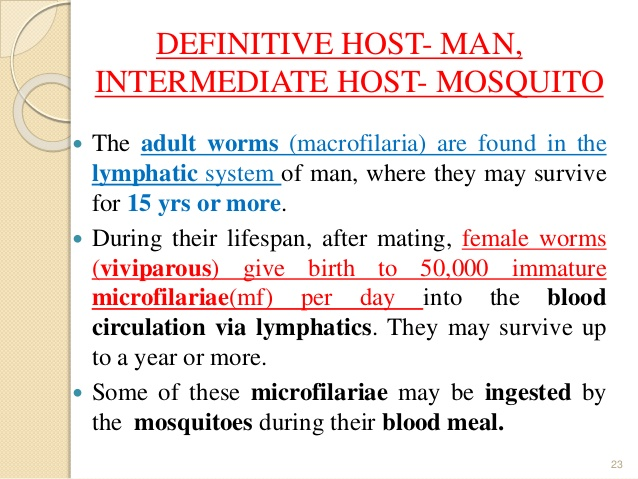 DEFINITIVE HOST- MAN,
INTERMEDIATE HOST- MOSQUITO
The adult worms (macrofilaria) are found in the
lymphatic system of man, where they may survive
for 15 yrs or more.
During their lifespan, after mating, female worms
(viviparous) give birth to 50,000 immature
microfilariae(mf) per day into the blood
circulation via lymphatics. They may survive up
to a year or more.
Some of these microfilariae may be ingested by
the mosquitoes during their blood meal.
23